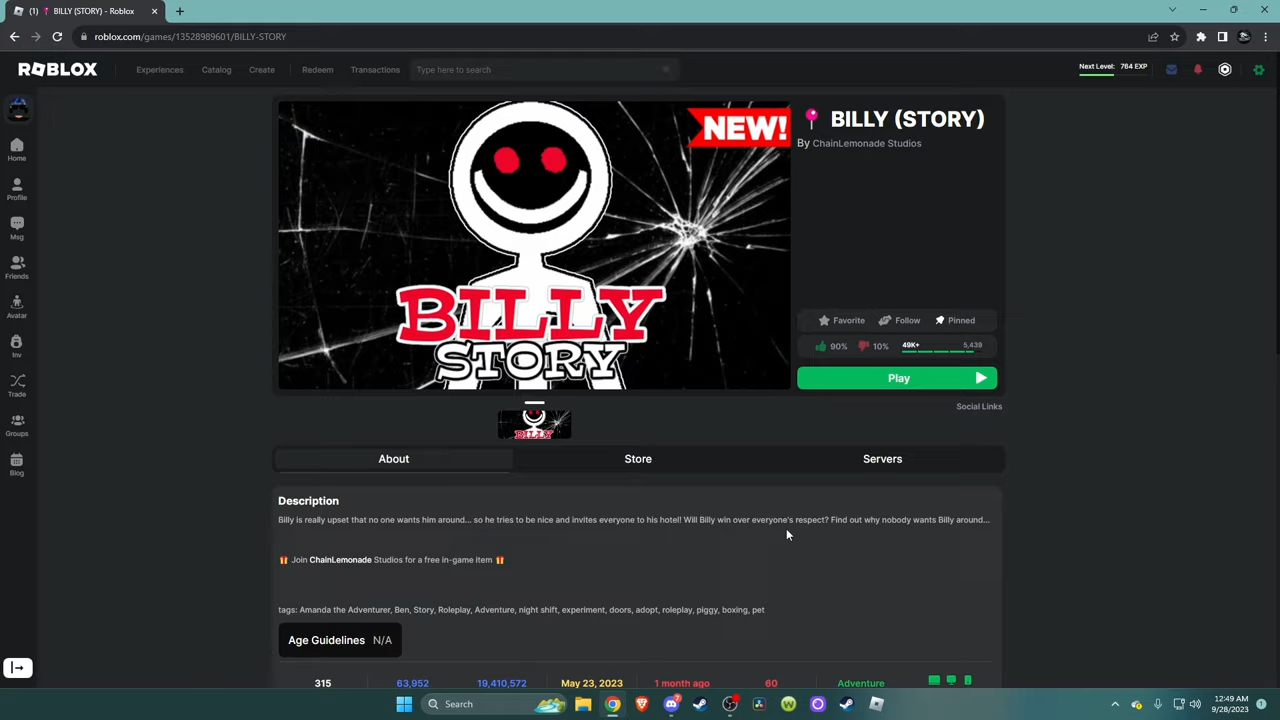 (1) 📍 BILLY (STORY) - Roblox
roblox.com/games/13528989601/BILLY-STORY
ROBLOX Experiences Catalog Create Redeem Transactions Type here to search Next Level: 764 EXP
Home
Profile
Msg
Friends
Avatar
Inv
Trade
Groups
Blog
NEW!
BILLY
STORY
📍 BILLY (STORY)
By ChainLemonade Studios
Favorite Follow Pinned
90% 10% 49K+ 5,439
Play
Social Links
BILLY
About Store Servers
Description
Billy is really upset that no one wants him around... so he tries to be nice and invites everyone to his hotel! Will Billy win over everyone's respect? Find out why nobody wants Billy around...
🎁 Join ChainLemonade Studios for a free in-game item 🎁
tags: Amanda the Adventurer, Ben, Story, Roleplay, Adventure, night shift, experiment, doors, adopt, roleplay, piggy, boxing, pet
Age Guidelines N/A
315 63,952 19,410,572 May 23, 2023 1 month ago 60 Adventure
Search
7
12:49 AM
9/28/2023